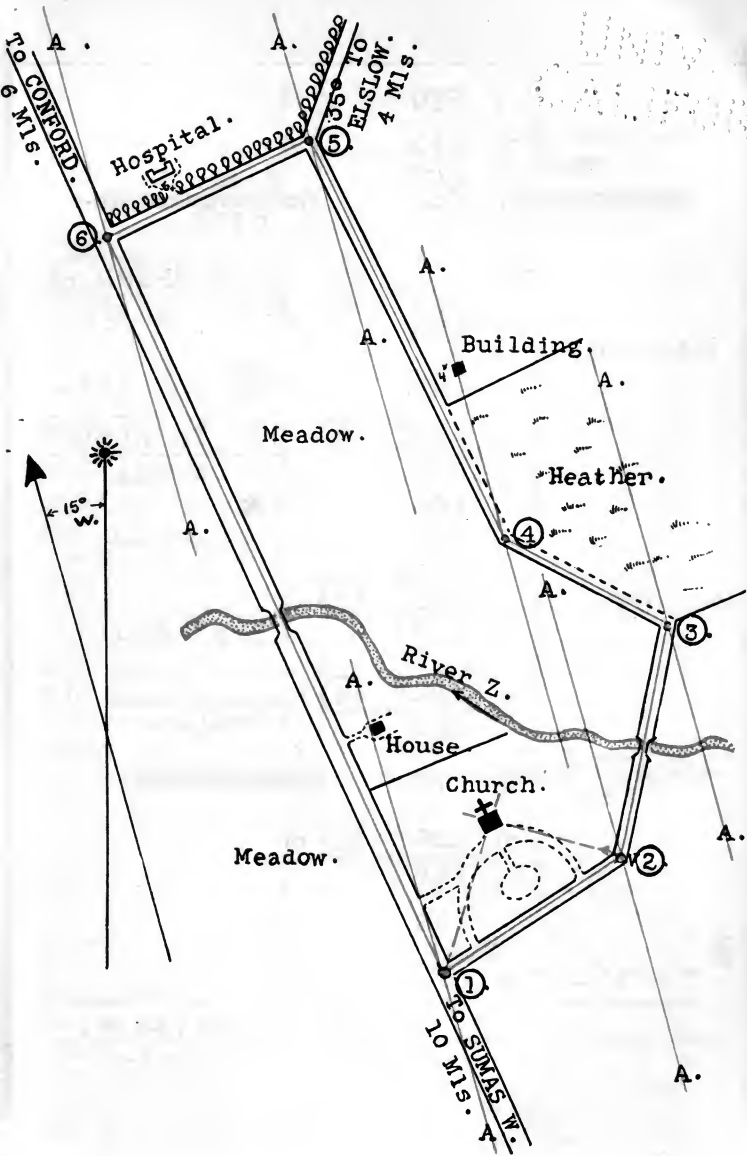 A.
A.
To CONFORD.
6 Mls.
35° TO
ELSLOW.
4 Mls.
Hospital.
5.
6.
A.
A.
Building.
4"
A.
Meadow.
Heather.
15°
W.
A.
4
A.
3.
River Z.
A.
House.
Church.
A.
Meadow.
2.
1.
To SUMAS W.
10 Mls.
A.
A